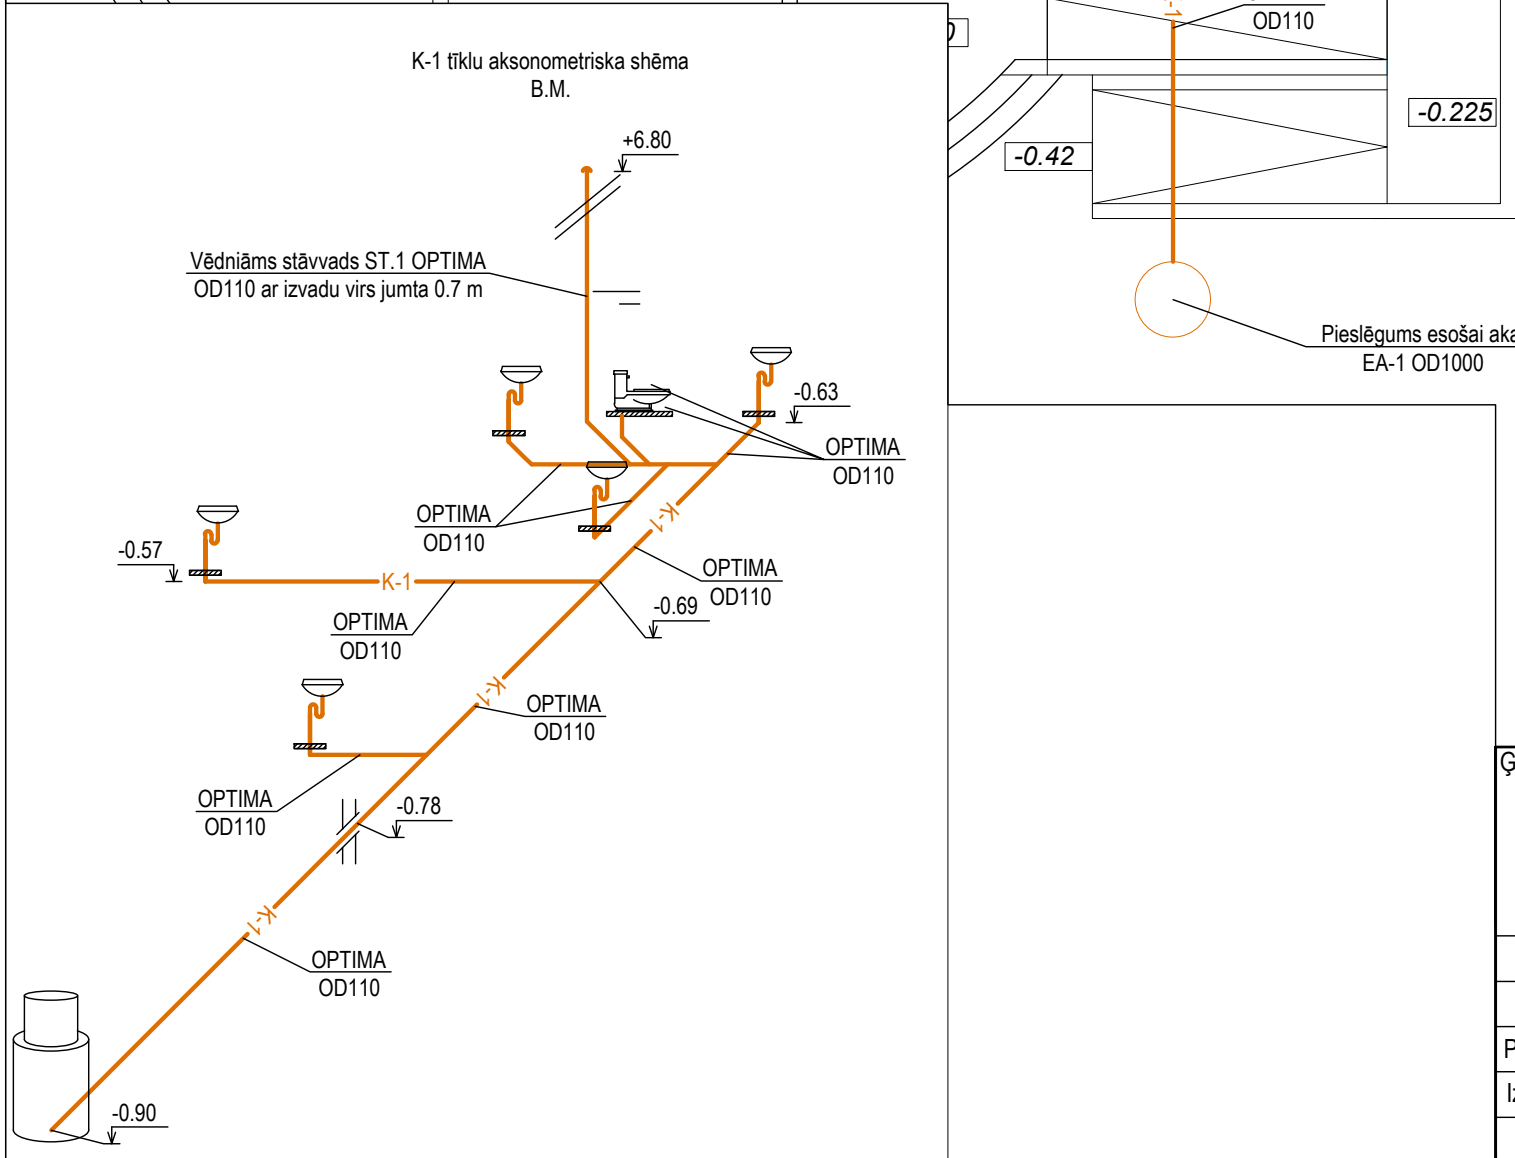 K-1 tīklu aksonometriska shēma
B.M.
+6.80
Vēdniāms stāvvads ST.1 OPTIMA
OD110 ar izvadu virs jumta 0.7 m
-0.63
OPTIMA
OD110
OPTIMA
OD110
K-1
-0.57
K-1
OPTIMA
OD110
OPTIMA
OD110
-0.69
K-1
OPTIMA
OD110
OPTIMA
OD110
-0.78
K-1
OPTIMA
OD110
-0.90
OD110
-0.225
-0.42
Pieslēgums esošai aka
EA-1 OD1000